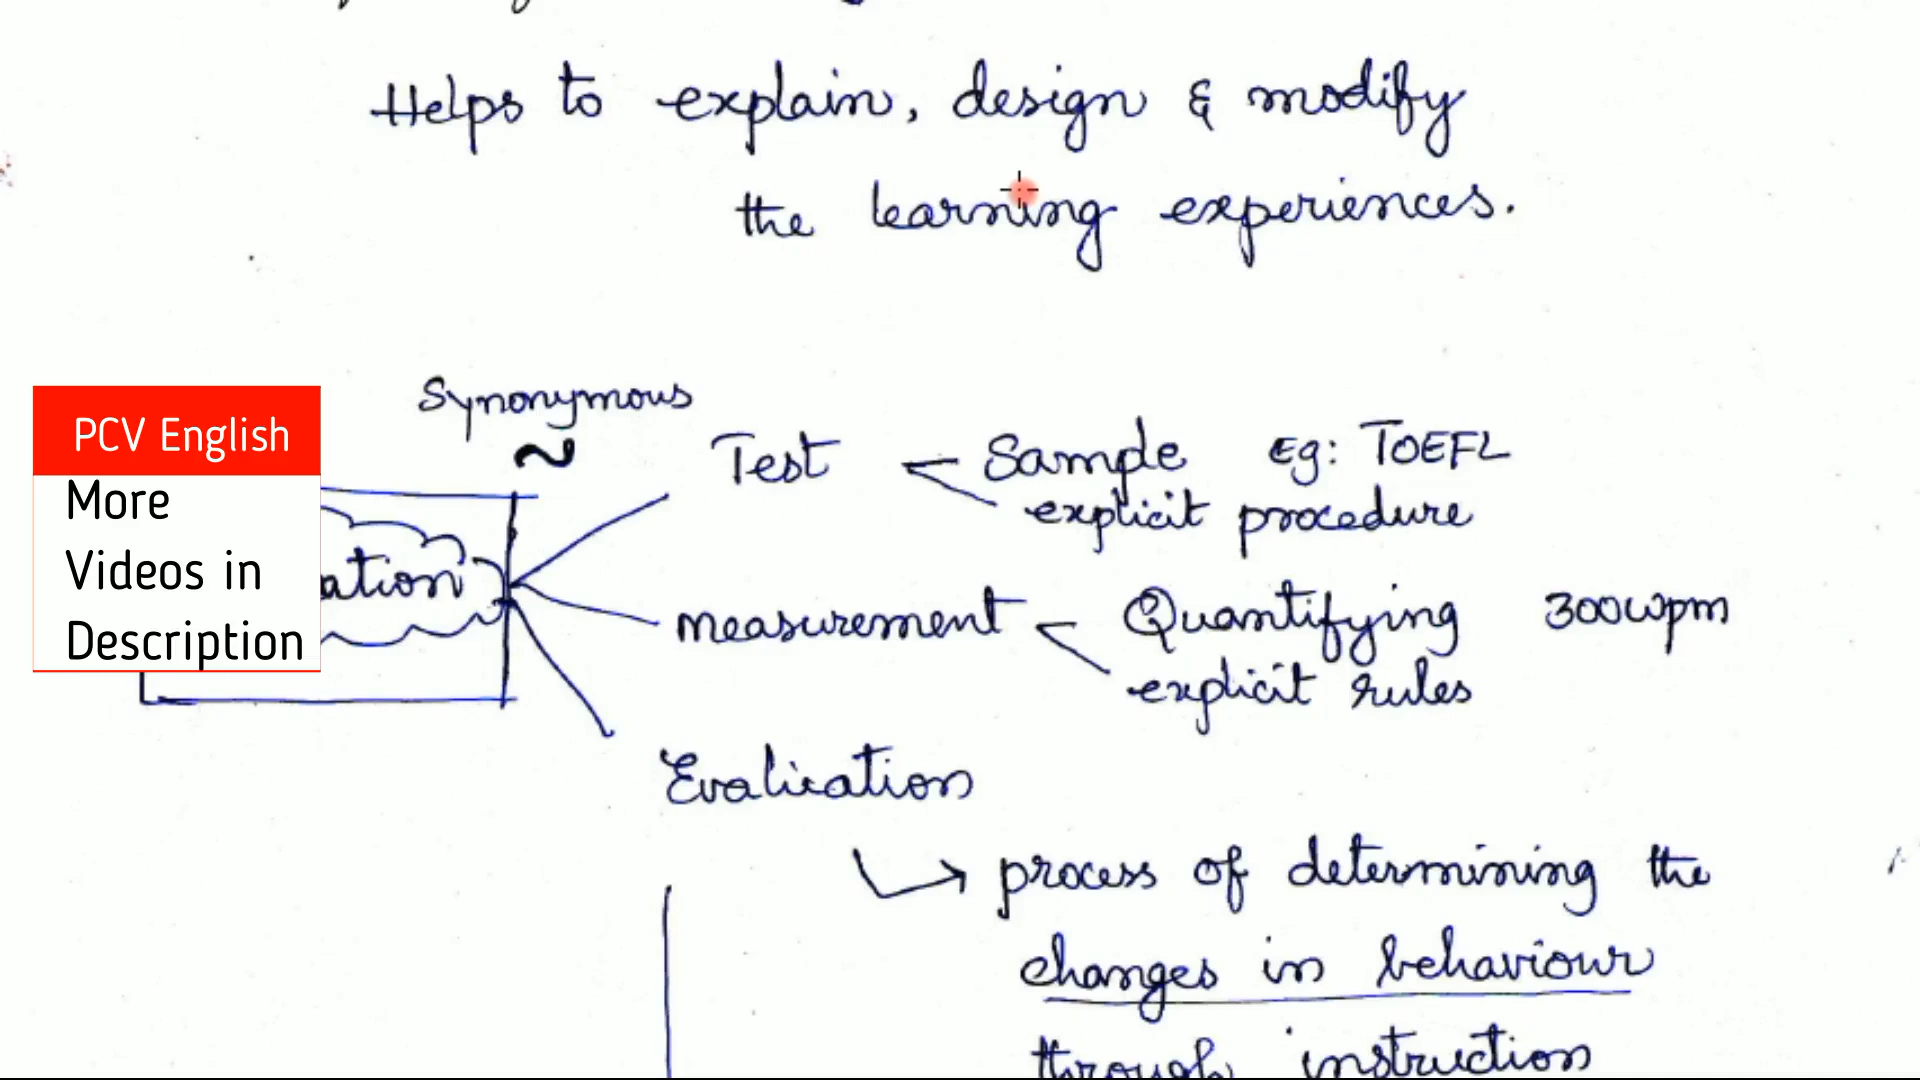 Helps to explain, design & modify
the learning experiences.
Synonymous
~
PCV English
More
Videos in
Description
ation
Test
Sample Eg: TOEFL
explicit procedure
measurement
Quantifying 300wpm
explicit rules
Evaluation
process of determining the
changes in behaviour
through instruction